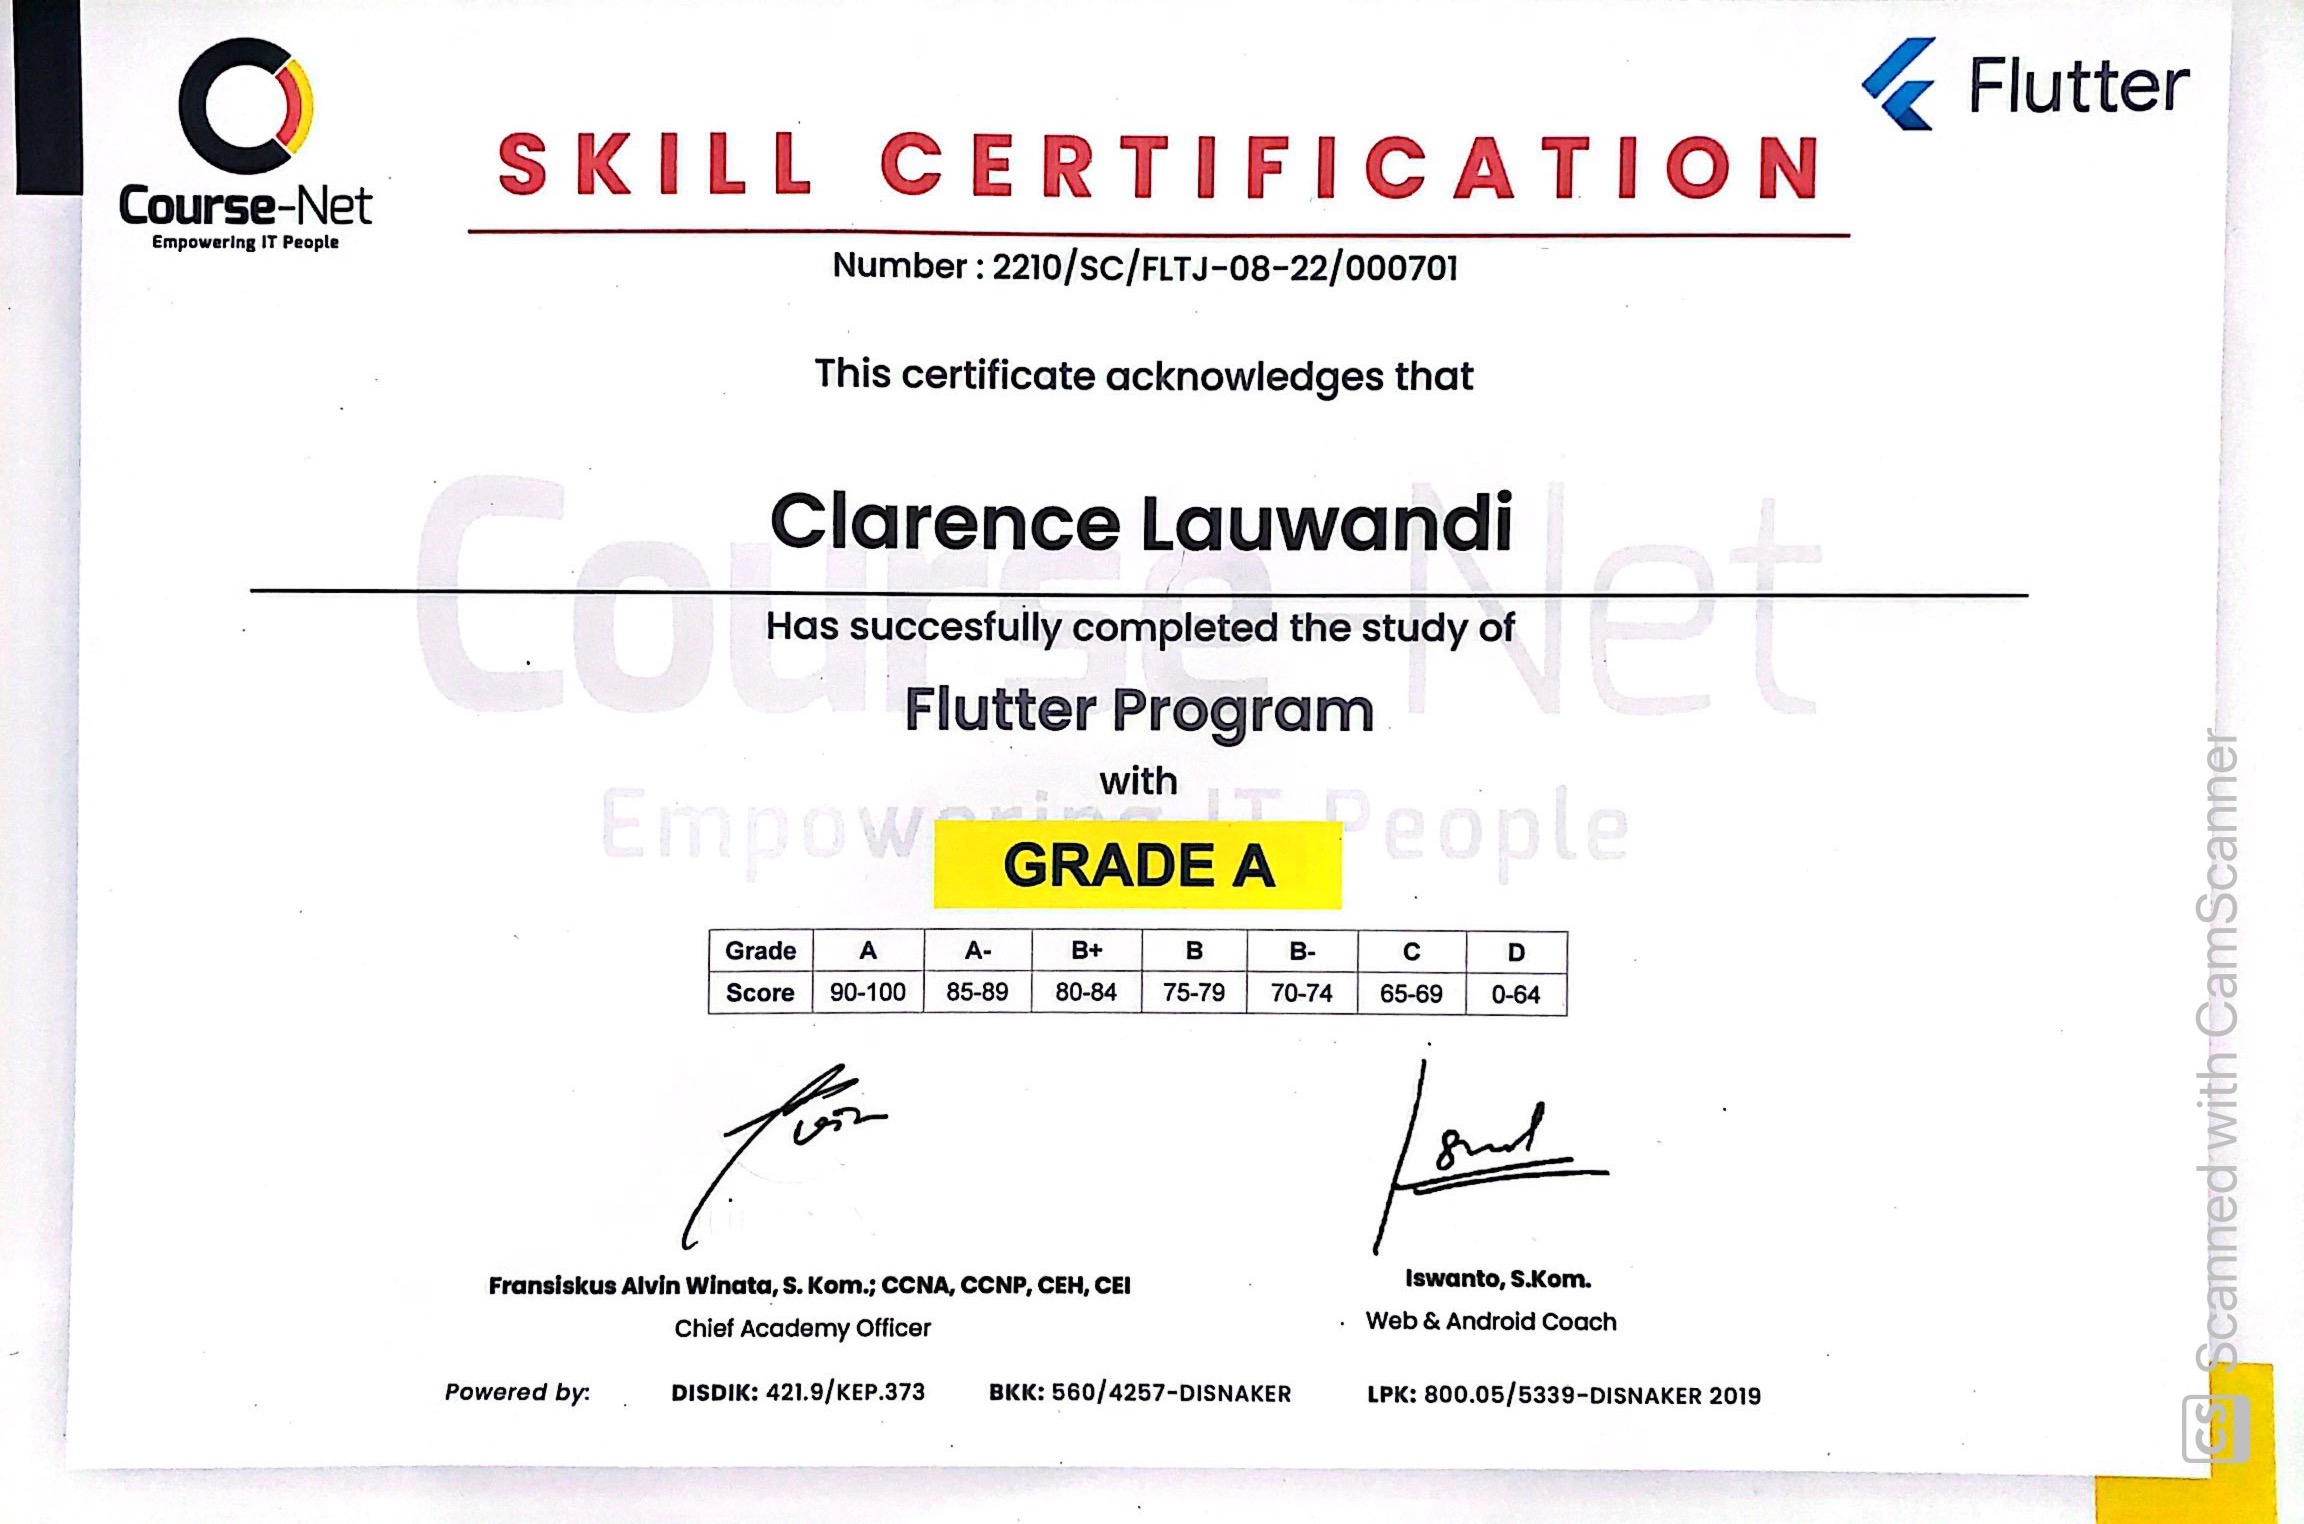 Course-Net
Empowering IT People
Flutter
SKILL CERTIFICATION
Number : 2210/SC/FLTJ-08-22/000701
This certificate acknowledges that
Clarence Lauwandi
Has succesfully completed the study of
Flutter Program
with
GRADE A
Course-Net
Empowering IT People
Grade A A- B+ B B- C D
Score 90-100 85-89 80-84 75-79 70-74 65-69 0-64
Fransiskus Alvin Winata, S. Kom.; CCNA, CCNP, CEH, CEI
Chief Academy Officer
Iswanto, S.Kom.
Web & Android Coach
Powered by: DISDIK: 421.9/KEP.373 BKK: 560/4257-DISNAKER LPK: 800.05/5339-DISNAKER 2019
CS Scanned with CamScanner